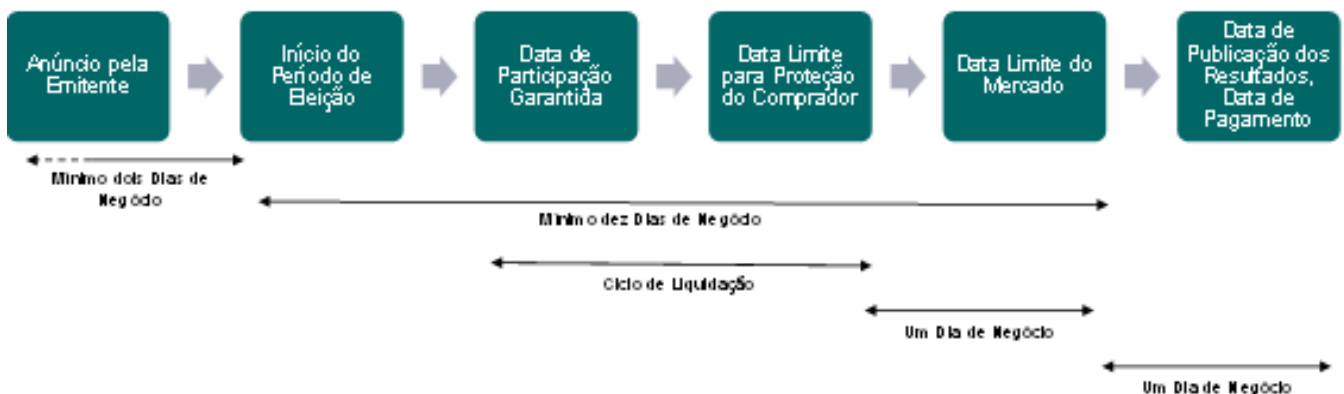 Anúncio pela
Emitente
Início do
Período de
Eleição
Data de
Participação
Garantida
Data Limite
para Proteção
do Comprador
Data Limite do
Mercado
Data de
Publicação dos
Resultados,
Data de
Pagamento
Mínimo dois Dias de
Negócio
Mínimo dez Dias de Negócio
Ciclo de Liquidação
Um Dia de Negócio
Um Dia de Negócio